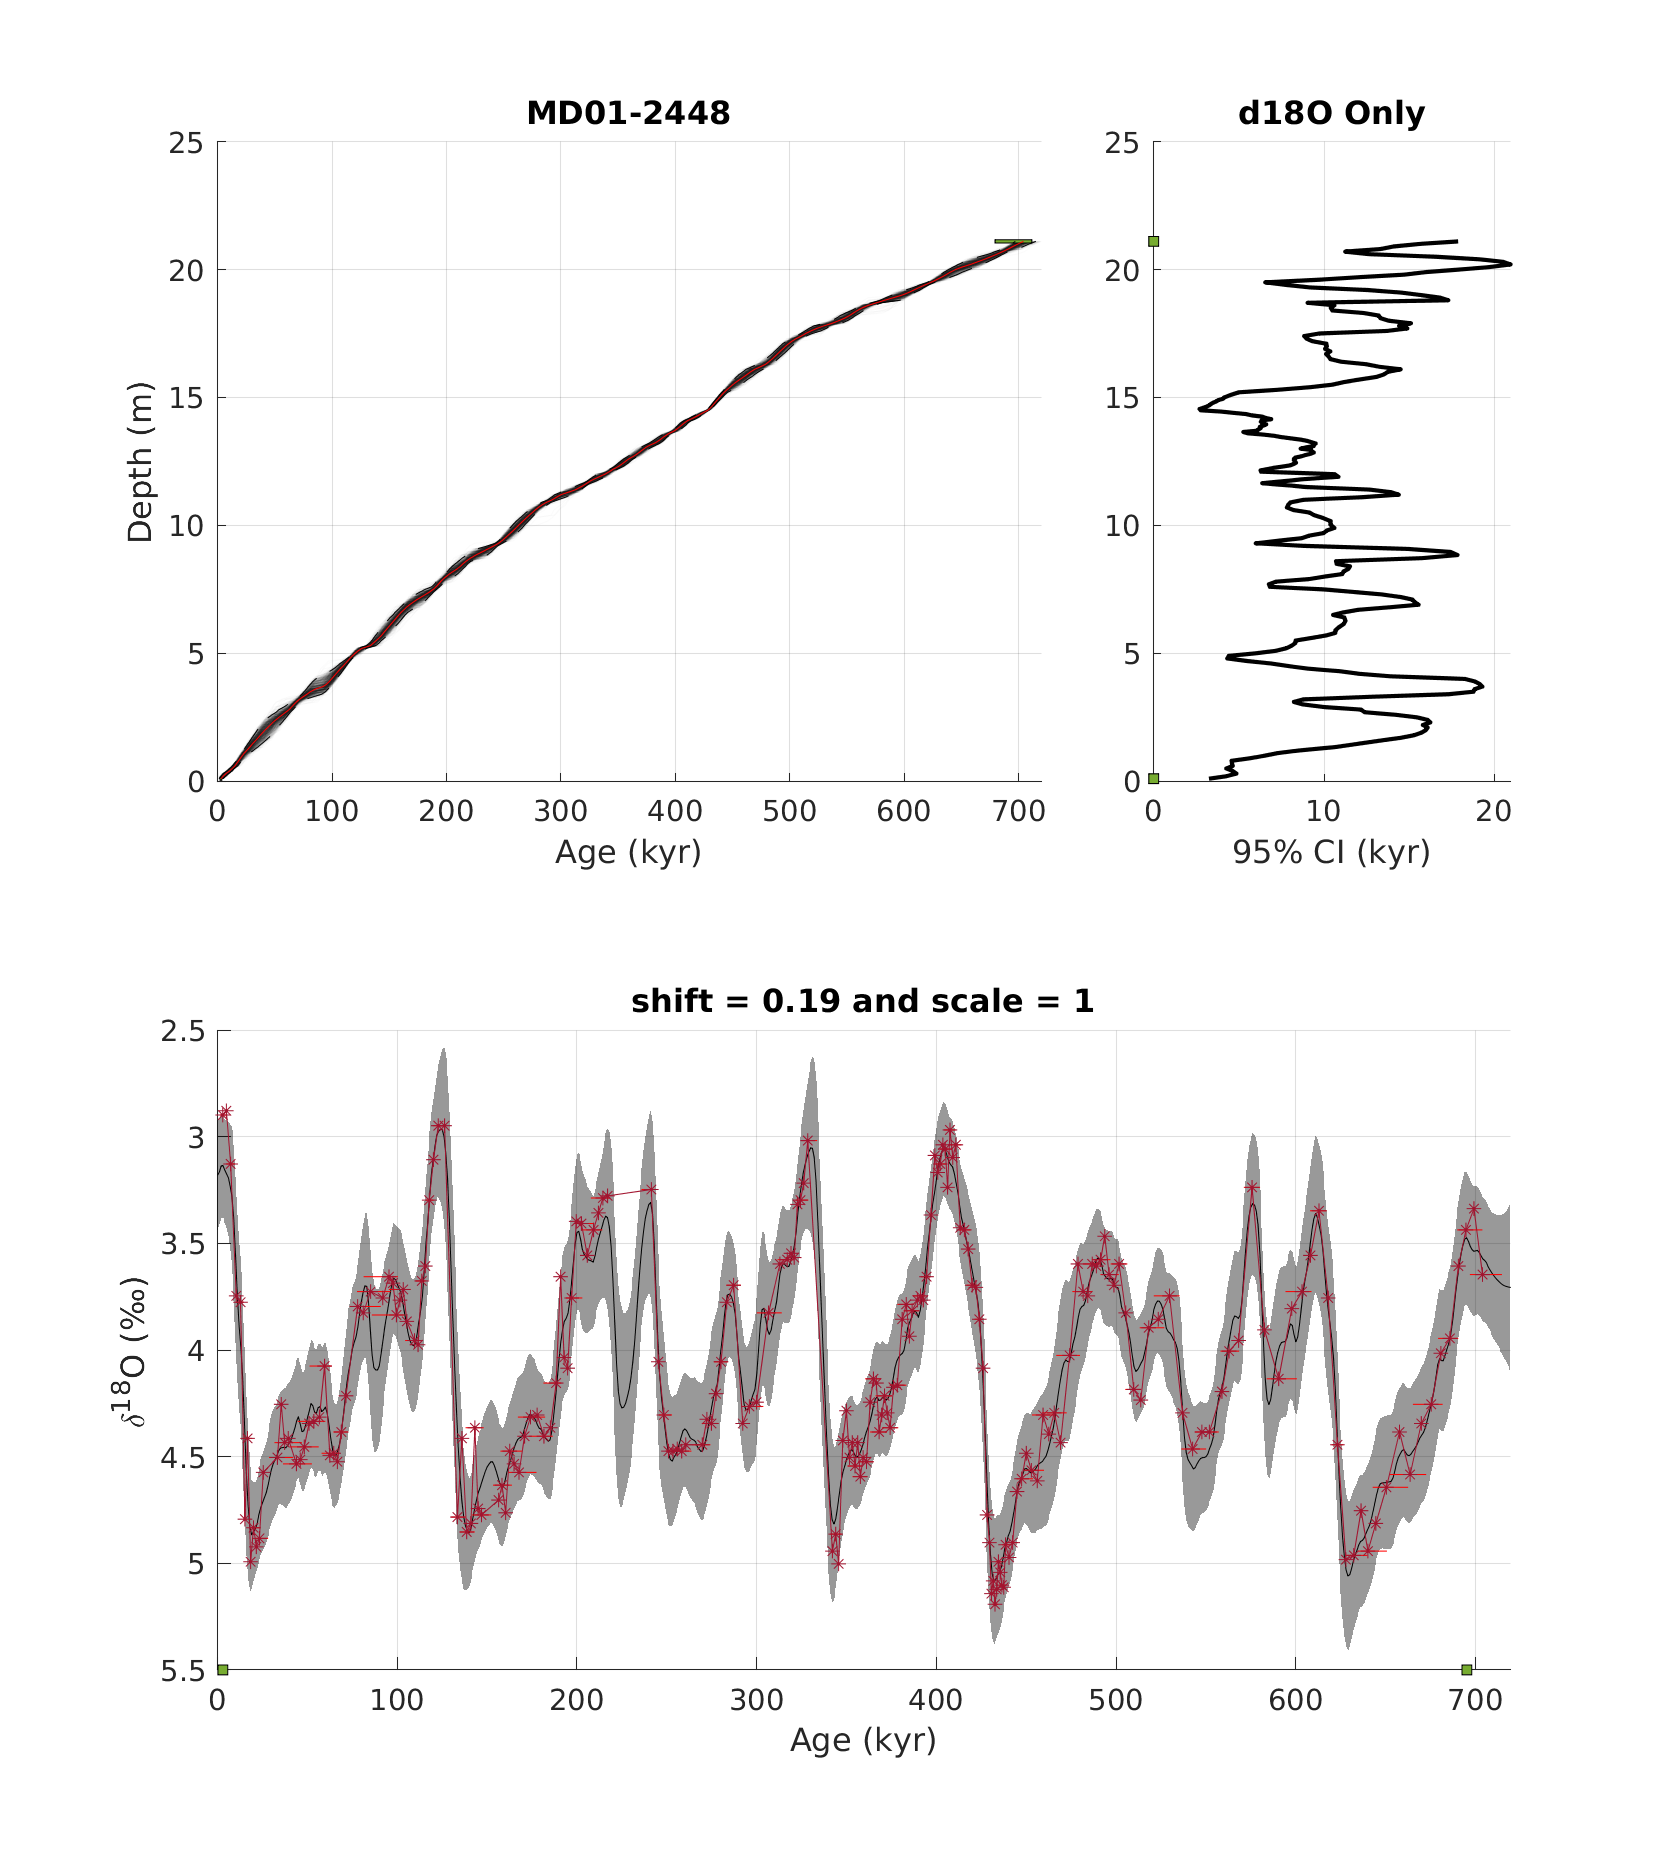 MD01-2448
25
20
15
10
5
0
Depth (m)
0 100 200 300 400 500 600 700
Age (kyr)
d18O Only
25
20
15
10
5
0
0 10 20
95% CI (kyr)
shift = 0.19 and scale = 1
2.5
3
3.5
4
4.5
5
5.5
δ18O (‰)
0 100 200 300 400 500 600 700
Age (kyr)